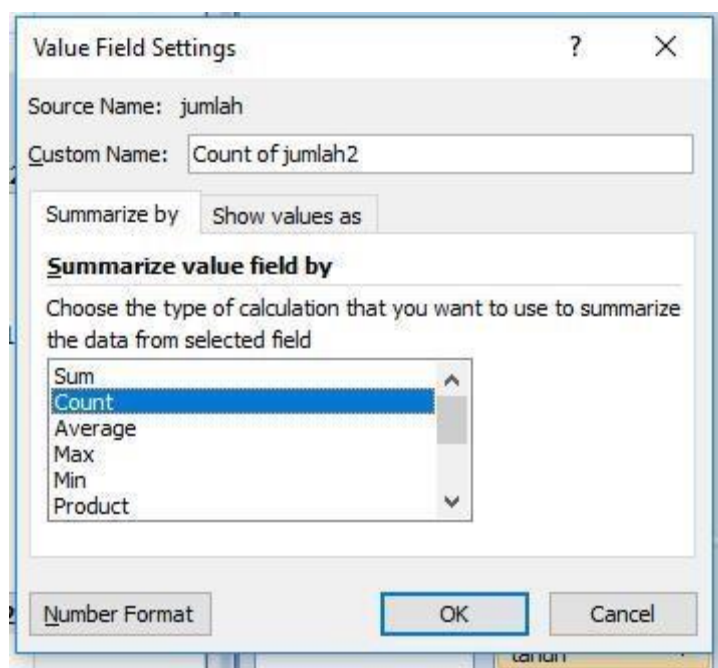 Value Field Settings
?
Source Name: jumlah
Custom Name: Count of jumlah2
Summarize by
Show values as
Summarize value field by
Choose the type of calculation that you want to use to summarize
the data from selected field
Sum
Count
Average
Max
Min
Product
Number Format
OK
Cancel
tahun